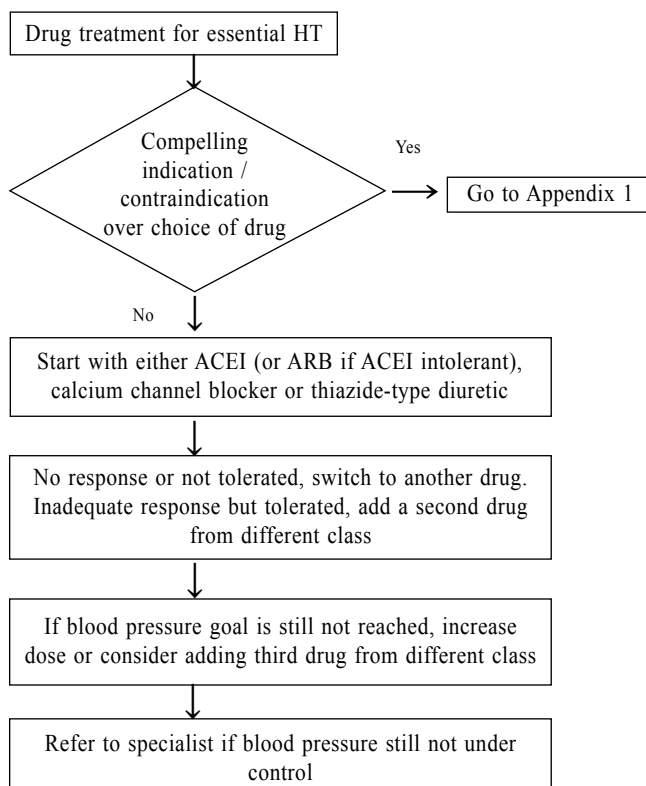 Drug treatment for essential HT
Compelling
indication /
contraindication
over choice of drug
Yes
Go to Appendix 1
No
Start with either ACEI (or ARB if ACEI intolerant),
calcium channel blocker or thiazide-type diuretic
No response or not tolerated, switch to another drug.
Inadequate response but tolerated, add a second drug
from different class
If blood pressure goal is still not reached, increase
dose or consider adding third drug from different class
Refer to specialist if blood pressure still not under
control